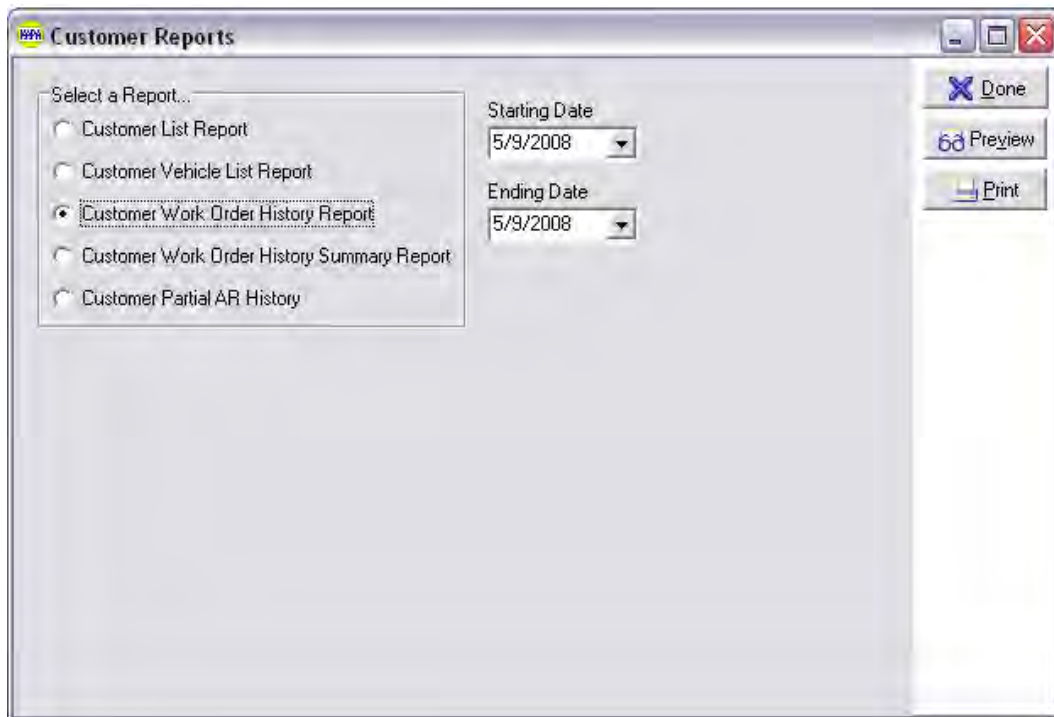 Customer Reports
Select a Report...
Customer List Report
Customer Vehicle List Report
Customer Work Order History Report
Customer Work Order History Summary Report
Customer Partial AR History
Starting Date
5/9/2008
Ending Date
5/9/2008
Done
Preview
Print